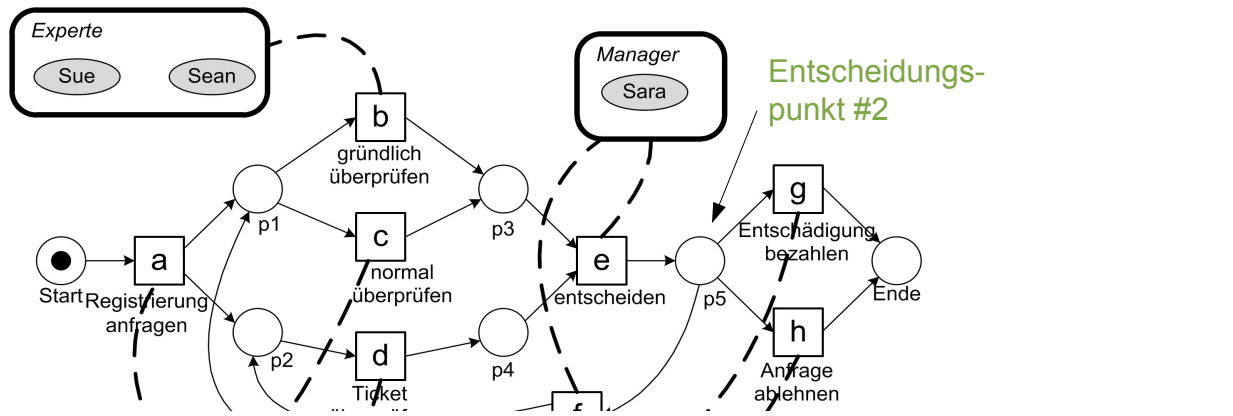 Experte
Sue
Sean
Manager
Sara
Entscheidungs-
punkt #2
b
gründlich
überprüfen
p1
c
normal
überprüfen
p3
g
Entschädigung
bezahlen
Start
a
Registrierung
anfragen
e
entscheiden
p5
Ende
p2
d
Ticket
p4
h
Anfrage
ablehnen
f